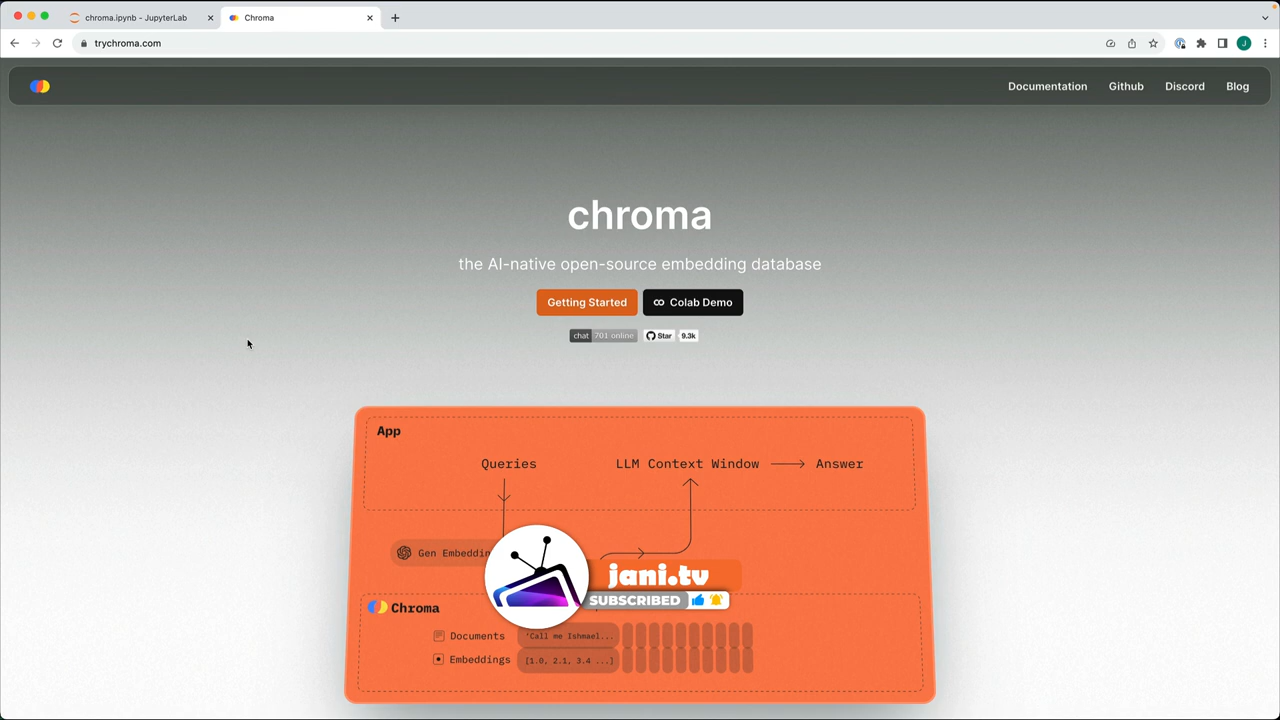 chroma.ipynb - JupyterLab
Chroma
trychroma.com
J
Documentation Github Discord Blog
chroma
the AI-native open-source embedding database
Getting Started Colab Demo
chat 701 online Star 9.3k
App
Queries LLM Context Window Answer
Gen Embeddin
jani.tv
SUBSCRIBED
Chroma
Documents 'Call me Ishmael...
Embeddings [1.0, 2.1, 3.4 ...]